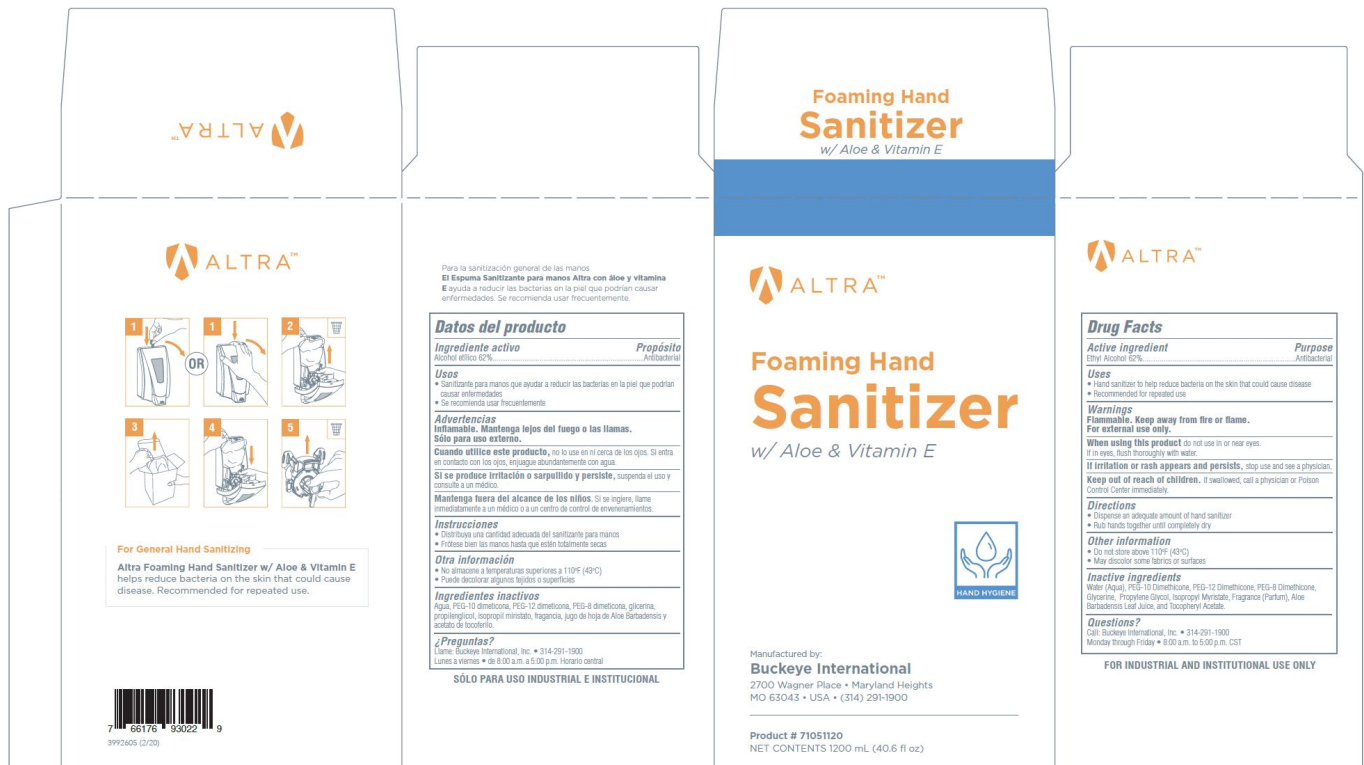 ALTRA™
ALTRA™
1
1
2
OR
3
4
5
For General Hand Sanitizing
Altra Foaming Hand Sanitizer w/ Aloe & Vitamin E
helps reduce bacteria on the skin that could cause
disease. Recommended for repeated use.
7 66176 93022 9
3992605 (2/20)
Para la sanitización general de las manos
El Espuma Sanitizante para manos Altra con áloe y vitamina
E ayuda a reducir las bacterias en la piel que podrían causar
enfermedades. Se recomienda usar frecuentemente.
Datos del producto
Ingrediente activo Propósito
Alcohol etílico 62%........................Antibacterial
Usos
• Sanitizante para manos que ayudar a reducir las bacterias en la piel que podrían
causar enfermedades
• Se recomienda usar frecuentemente
Advertencias
Inflamable. Mantenga lejos del fuego o las llamas.
Sólo para uso externo.
Cuando utilice este producto, no lo use en ni cerca de los ojos. Si entra
en contacto con los ojos, enjuague abundantemente con agua.
Si se produce irritación o sarpullido y persiste, suspenda el uso y
consulte a un médico.
Mantenga fuera del alcance de los niños. Si se ingiere, llame
inmediatamente a un médico o a un centro de control de envenenamientos.
Instrucciones
• Distribuya una cantidad adecuada del sanitizante para manos
• Frótese bien las manos hasta que estén totalmente secas
Otra información
• No almacene a temperaturas superiores a 110ºF (43ºC)
• Puede decolorar algunos tejidos o superfícies
Ingredientes inactivos
Agua, PEG-10 dimeticona, PEG-12 dimeticona, PEG-8 dimeticona, glicerina,
propilenglicol, isopropil miristato, fragancia, jugo de hoja de Aloe Barbadensis y
acetato de tocoferilo.
¿Preguntas?
Llame: Buckeye International, Inc. • 314-291-1900
Lunes a viernes • de 8:00 a.m. a 5:00 p.m. Horario central
SÓLO PARA USO INDUSTRIAL E INSTITUCIONAL
Foaming Hand
Sanitizer
w/ Aloe & Vitamin E
ALTRA™
Foaming Hand
Sanitizer
w/ Aloe & Vitamin E
HAND HYGIENE
Manufactured by:
Buckeye International
2700 Wagner Place • Maryland Heights
MO 63043 • USA • (314) 291-1900
Product # 71051120
NET CONTENTS 1200 mL (40.6 fl oz)
ALTRA™
Drug Facts
Active ingredient Purpose
Ethyl Alcohol 62%........................Antibacterial
Uses
• Hand sanitizer to help reduce bacteria on the skin that could cause disease
• Recommended for repeated use
Warnings
Flammable. Keep away from fire or flame.
For external use only.
When using this product do not use in or near eyes.
If in eyes, flush thoroughly with water.
If irritation or rash appears and persists, stop use and see a physician.
Keep out of reach of children. If swallowed, call a physician or Poison
Control Center immediately.
Directions
• Dispense an adequate amount of hand sanitizer
• Rub hands together until completely dry
Other information
• Do not store above 110ºF (43ºC)
• May discolor some fabrics or surfaces
Inactive ingredients
Water (Aqua), PEG-10 Dimethicone, PEG-12 Dimethicone, PEG-8 Dimethicone,
Glycerine, Propylene Glycol, Isopropyl Myristate, Fragrance (Parfum), Aloe
Barbadensis Leaf Juice, and Tocopheryl Acetate.
Questions?
Call: Buckeye International, Inc. • 314-291-1900
Monday through Friday • 8:00 a.m. to 5:00 p.m. CST
FOR INDUSTRIAL AND INSTITUTIONAL USE ONLY